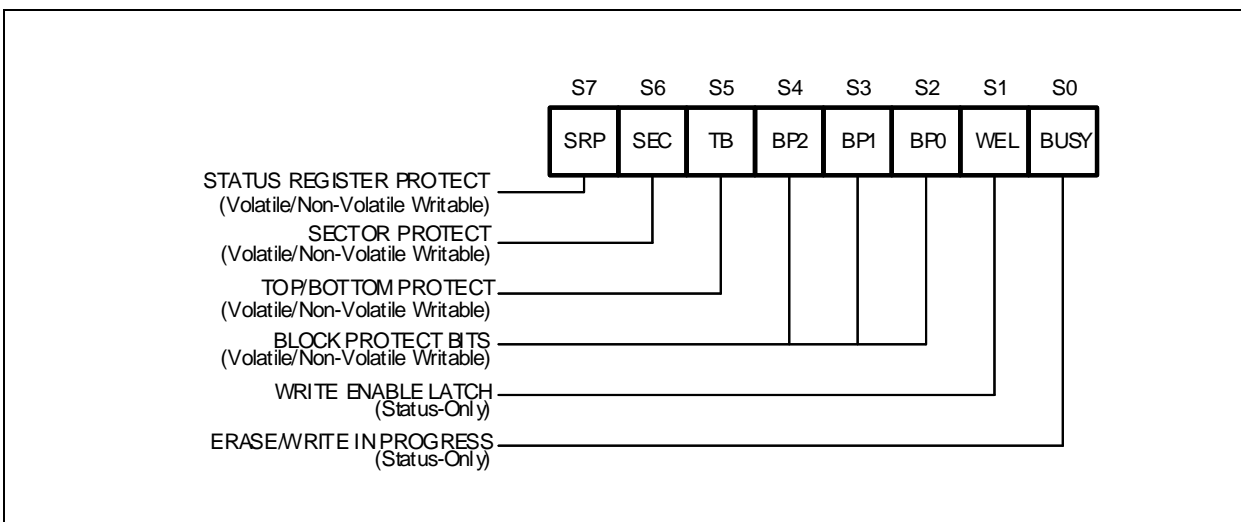 S7 S6 S5 S4 S3 S2 S1 S0
SRP SEC TB BP2 BP1 BP0 WEL BUSY
STATUS REGISTER PROTECT
(Volatile/Non-Volatile Writable)
SECTOR PROTECT
(Volatile/Non-Volatile Writable)
TOP/BOTTOM PROTECT
(Volatile/Non-Volatile Writable)
BLOCK PROTECT BITS
(Volatile/Non-Volatile Writable)
WRITE ENABLE LATCH
(Status-Only)
ERASE/WRITE IN PROGRESS
(Status-Only)